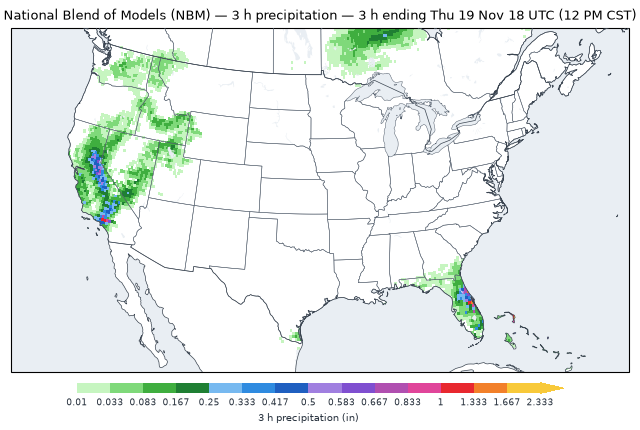 National Blend of Models (NBM) — 3 h precipitation — 3 h ending Thu 19 Nov 18 UTC (12 PM CST)
0.01 0.033 0.083 0.167 0.25 0.333 0.417 0.5 0.583 0.667 0.833 1 1.333 1.667 2.333
3 h precipitation (in)